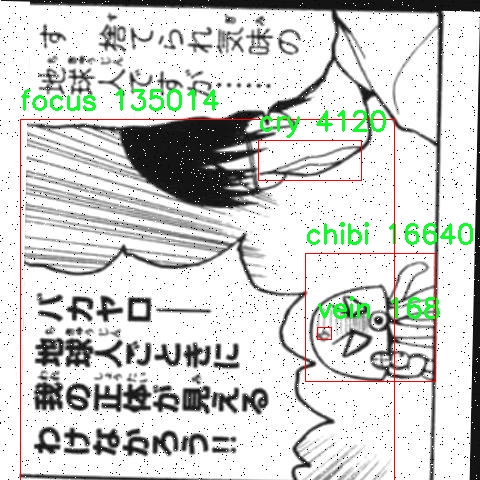 す 捨てられ気味の
地球人ですが……
focus 135014
cry 4120
chibi 16640
vein 168
バカヤロ――
地球人ごときに
我の正体が見える
わけなかろう!!